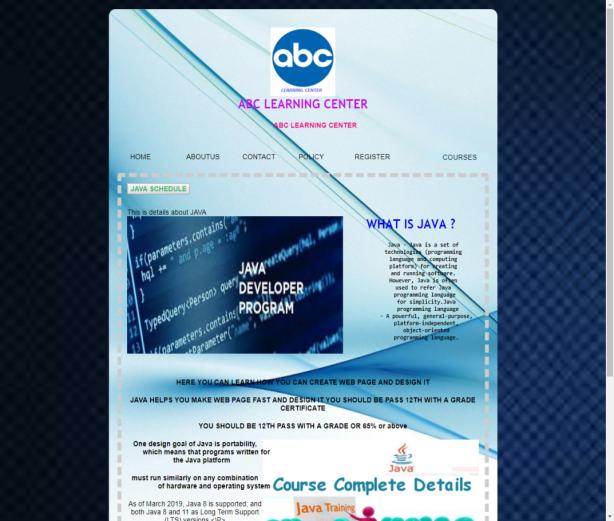 abc
LEARNING CENTER
ABC LEARNING CENTER
ABC LEARNING CENTER
HOME ABOUTUS CONTACT POLICY REGISTER COURSES
JAVA SCHEDULE
This is details about JAVA
}
if(parameters.contains(
hql += " and p.age = :age";
}
TypedQuery<Person> query
JAVA
DEVELOPER
PROGRAM
WHAT IS JAVA ?
Java - Java is a set of
technologies (programming
language and computing
platform) for creating
and running software.
However, Java is often
used to refer Java
programming language
for simplicity.Java
programming language
- A powerful, general-purpose,
platform-independent,
object-oriented
programming language.
HERE YOU CAN LEARN HOW YOU CAN CREATE WEB PAGE AND DESIGN IT
JAVA HELPS YOU MAKE WEB PAGE FAST AND DESIGN IT YOU SHOULD BE PASS 12TH WITH A GRADE
CERTIFICATE
YOU SHOULD BE 12TH PASS WITH A GRADE OR 65% or above
One design goal of Java is portability,
which means that programs written for
the Java platform
must run similarly on any combination
of hardware and operating system
As of March 2019, Java 8 is supported; and
both Java 8 and 11 as Long Term Support
(LTS) versions.</P>
Java
Course Complete Details
Java Training